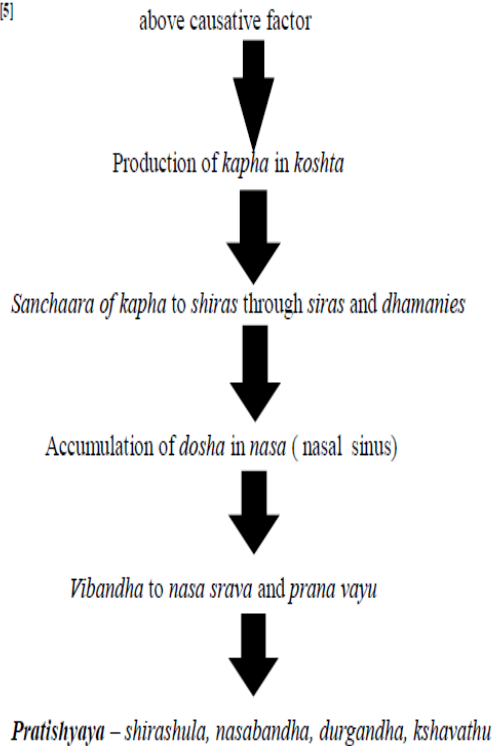 [5]
above causative factor
Production of kapha in koshta
Sanchaara of kapha to shiras through siras and dhamanies
Accumulation of dosha in nasa ( nasal sinus)
Vibandha to nasa srava and prana vayu
Pratishyaya – shirashula, nasabandha, durgandha, kshavathu